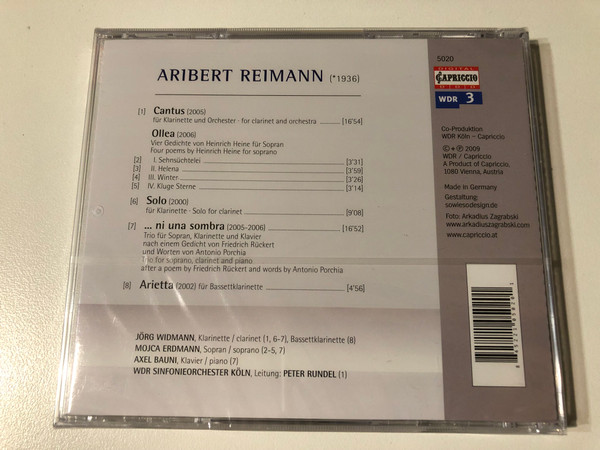 ARIBERT REIMANN (*1936)
[1] Cantus (2005)
für Klarinette und Orchester · for clarinet and orchestra [16'54]
Ollea (2006)
Vier Gedichte von Heinrich Heine für Sopran
Four poems by Heinrich Heine for soprano
[2] I. Sehnsüchtelei [3'31]
[3] II. Helena [3'59]
[4] III. Winter [3'26]
[5] IV. Kluge Sterne [3'14]
[6] Solo (2000)
für Klarinette · Solo for clarinet [9'08]
[7] ... ni una sombra (2005–2006) [16'52]
Trio für Sopran, Klarinette und Klavier
nach einem Gedicht von Friedrich Rückert
und Worten von Antonio Porchia
Trio for soprano, clarinet and piano
after a poem by Friedrich Rückert and words by Antonio Porchia
[8] Arietta (2002) für Bassettklarinette [4'56]
JÖRG WIDMANN, Klarinette / clarinet (1, 6–7), Bassettklarinette (8)
MOJCA ERDMANN, Sopran / soprano (2–5, 7)
AXEL BAUNI, Klavier / piano (7)
WDR SINFONIEORCHESTER KÖLN, Leitung: PETER RUNDEL (1)
5020
DIGITAL
CAPRICCIO
WDR 3
Co-Produktion
WDR Köln – Capriccio
© + ℗ 2009
WDR / Capriccio
A Product of Capriccio,
1080 Vienna, Austria
Made in Germany
Gestaltung:
sowiesodesign.de
Foto: Arkadius Zagrabski
www.arkadiuszagrabski.com
www.capriccio.at